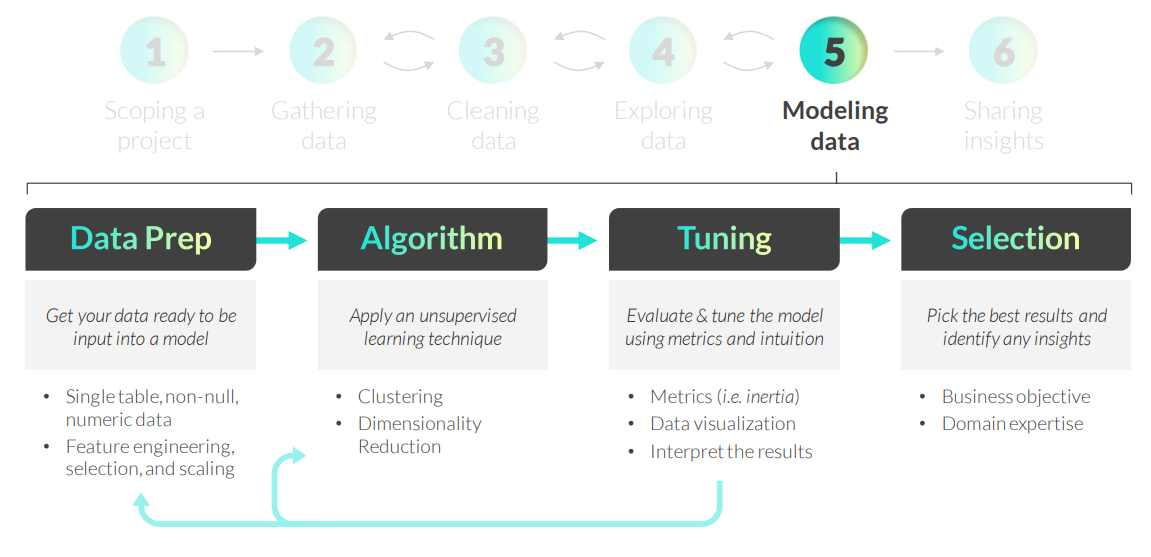 1 2 3 4 5 6
Scoping a Gathering Cleaning Exploring Modeling Sharing
project data data data data insights
Data Prep
Get your data ready to be
input into a model
• Single table, non-null,
numeric data
• Feature engineering,
selection, and scaling
Algorithm
Apply an unsupervised
learning technique
• Clustering
• Dimensionality
Reduction
Tuning
Evaluate & tune the model
using metrics and intuition
• Metrics (i.e. inertia)
• Data visualization
• Interpret the results
Selection
Pick the best results and
identify any insights
• Business objective
• Domain expertise